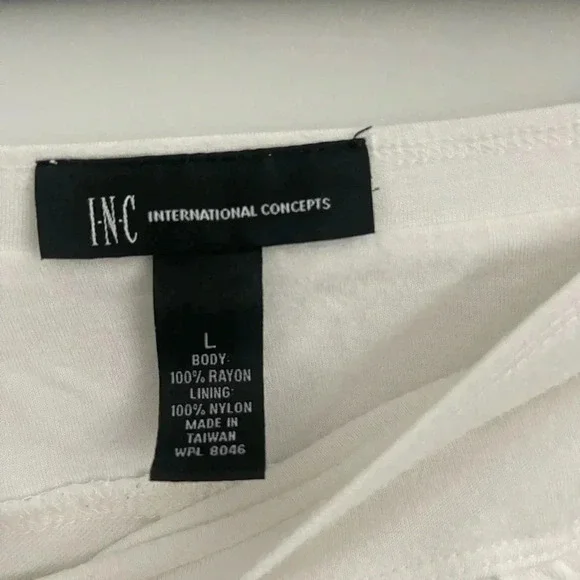 I·N·C INTERNATIONAL CONCEPTS
L
BODY:
100% RAYON
LINING:
100% NYLON
MADE IN
TAIWAN
WPL 8046